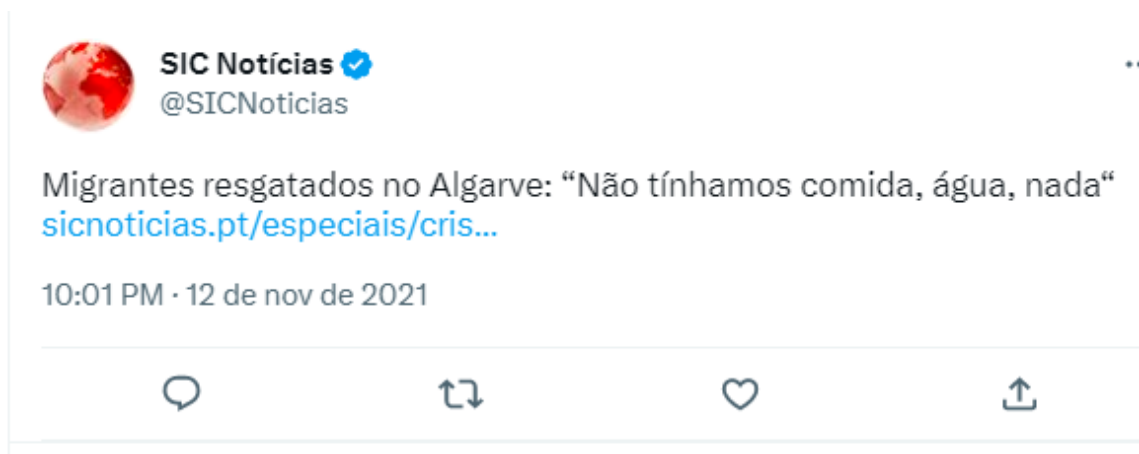 SIC Notícias
@SICNoticias
Migrantes resgatados no Algarve: “Não tínhamos comida, água, nada“
sicnoticias.pt/especiais/cris...
10:01 PM · 12 de nov de 2021